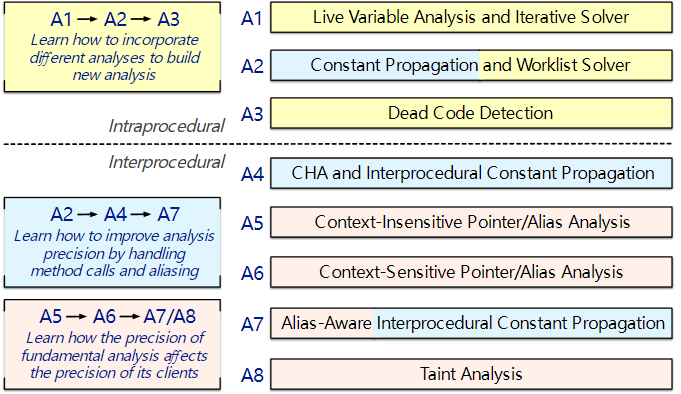 A1 → A2 → A3
Learn how to incorporate
different analyses to build
new analysis
A1 Live Variable Analysis and Iterative Solver
A2 Constant Propagation and Worklist Solver
A3 Dead Code Detection
Intraprocedural
Interprocedural
A4 CHA and Interprocedural Constant Propagation
A2 → A4 → A7
Learn how to improve analysis
precision by handling
method calls and aliasing
A5 Context-Insensitive Pointer/Alias Analysis
A6 Context-Sensitive Pointer/Alias Analysis
A5 → A6 → A7/A8
Learn how the precision of
fundamental analysis affects
the precision of its clients
A7 Alias-Aware Interprocedural Constant Propagation
A8 Taint Analysis